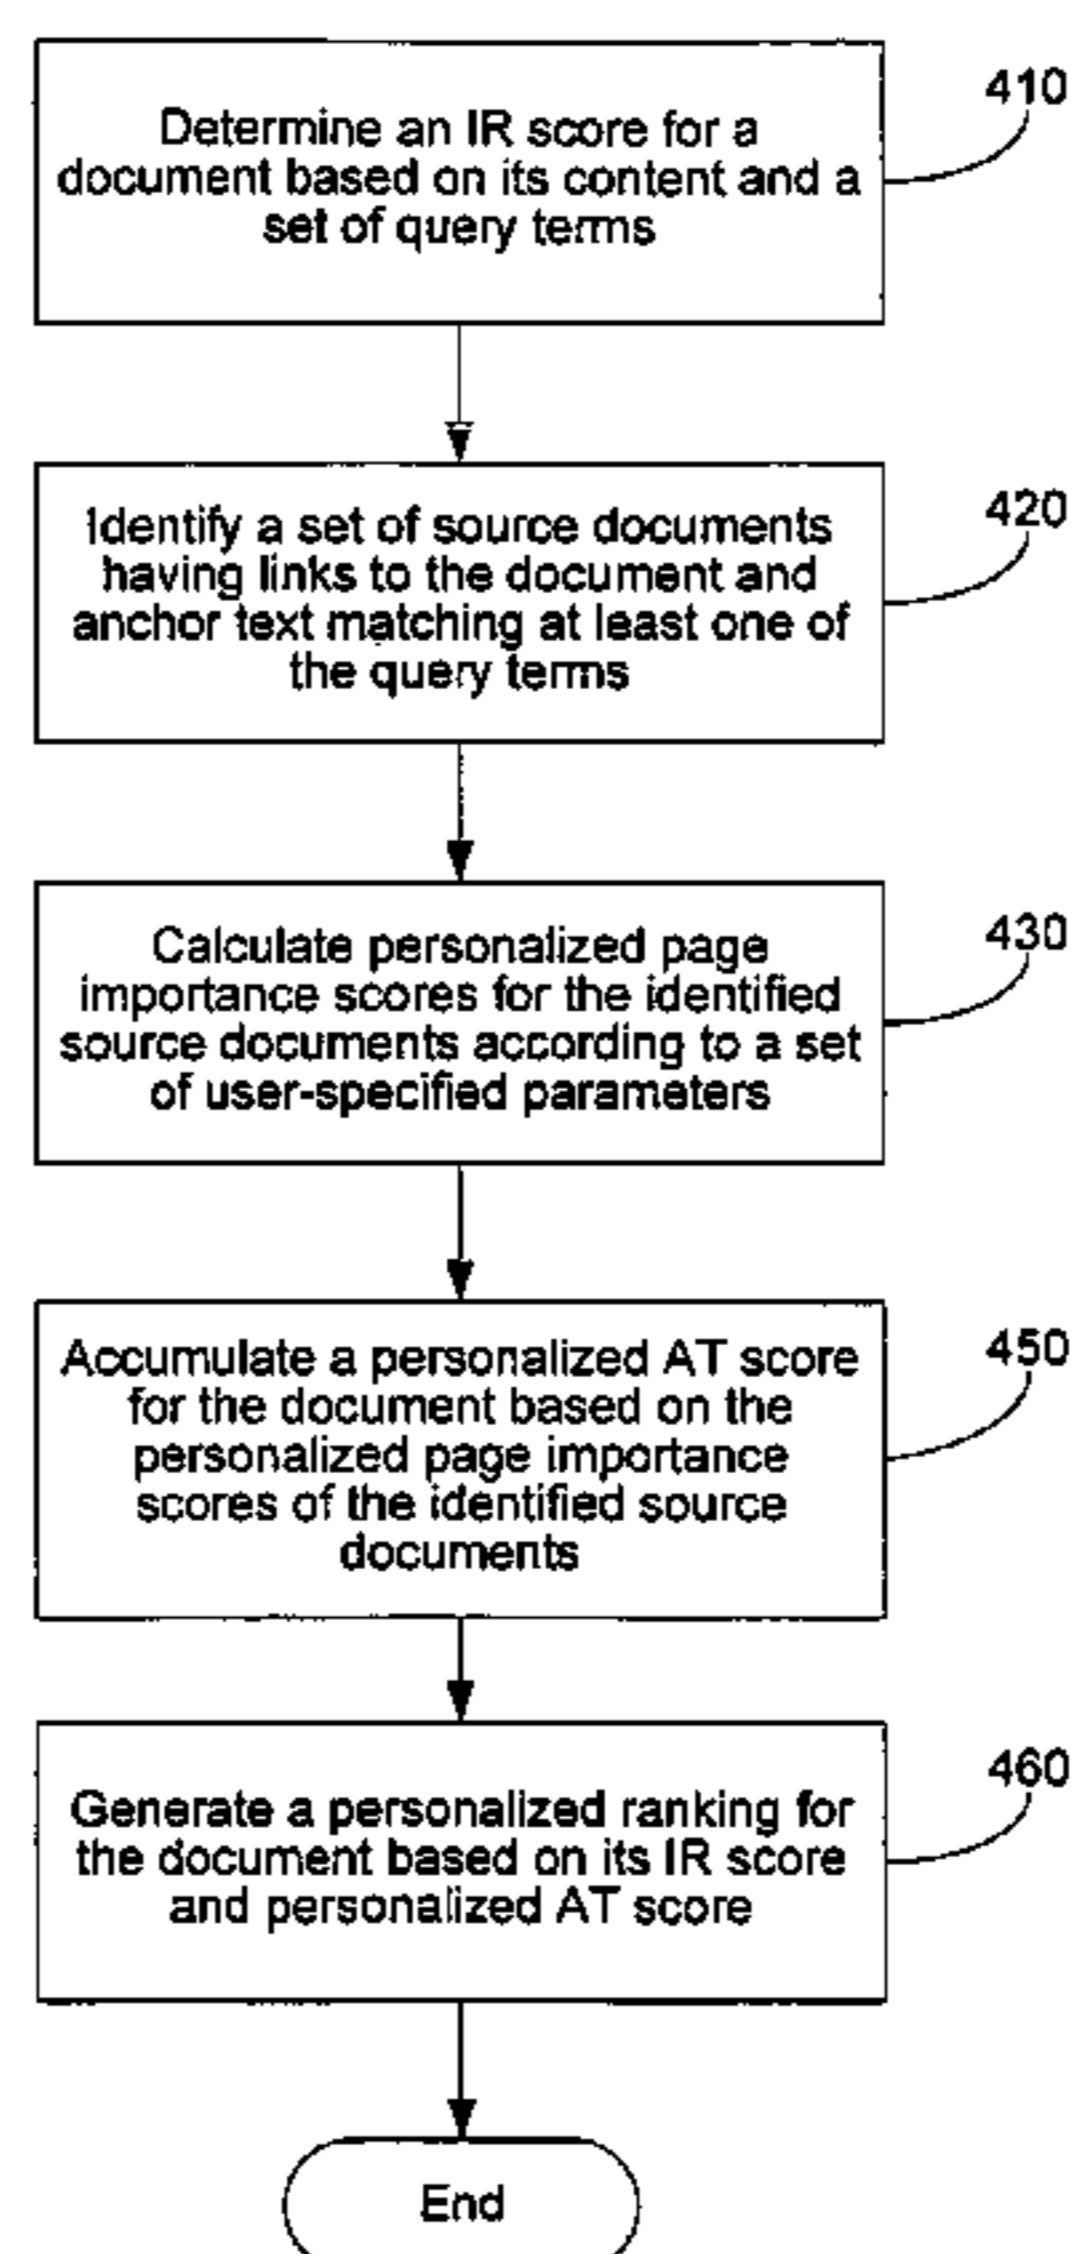 410
Determine an IR score for a
document based on its content and a
set of query terms
420
Identify a set of source documents
having links to the document and
anchor text matching at least one of
the query terms
430
Calculate personalized page
importance scores for the identified
source documents according to a set
of user-specified parameters
450
Accumulate a personalized AT score
for the document based on the
personalized page importance
scores of the identified source
documents
460
Generate a personalized ranking for
the document based on its IR score
and personalized AT score
End